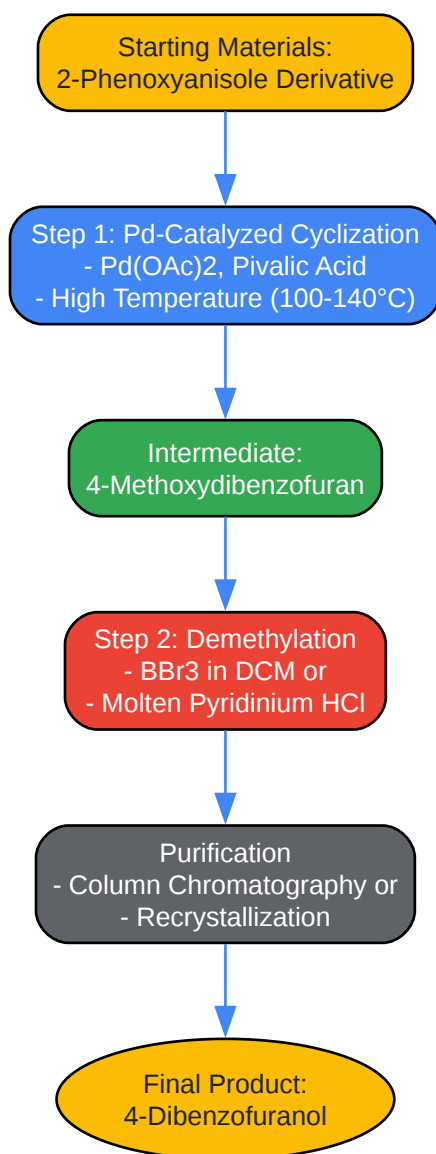 Starting Materials:
2-Phenoxyanisole Derivative
Step 1: Pd-Catalyzed Cyclization
- Pd(OAc)2, Pivalic Acid
- High Temperature (100-140°C)
Intermediate:
4-Methoxydibenzofuran
Step 2: Demethylation
- BBr3 in DCM or
- Molten Pyridinium HCl
Purification
- Column Chromatography or
- Recrystallization
Final Product:
4-Dibenzofuranol